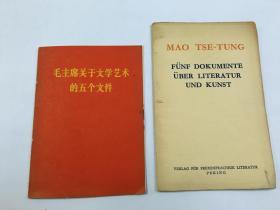 毛主席关于文学艺术
的五个文件
MAO TSE-TUNG
FÜNF DOKUMENTE
ÜBER LITERATUR
UND KUNST
VERLAG FÜR FREMDSPRACHIGE LITERATUR
PEKING